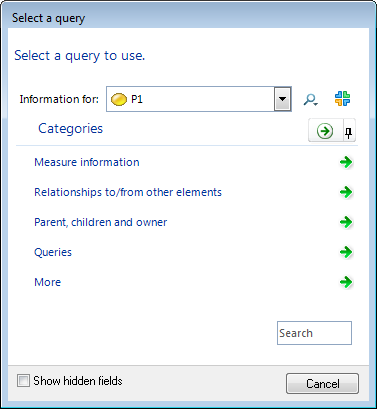 Select a query
Select a query to use.
Information for: P1
Categories
Measure information
Relationships to/from other elements
Parent, children and owner
Queries
More
Search
Show hidden fields Cancel